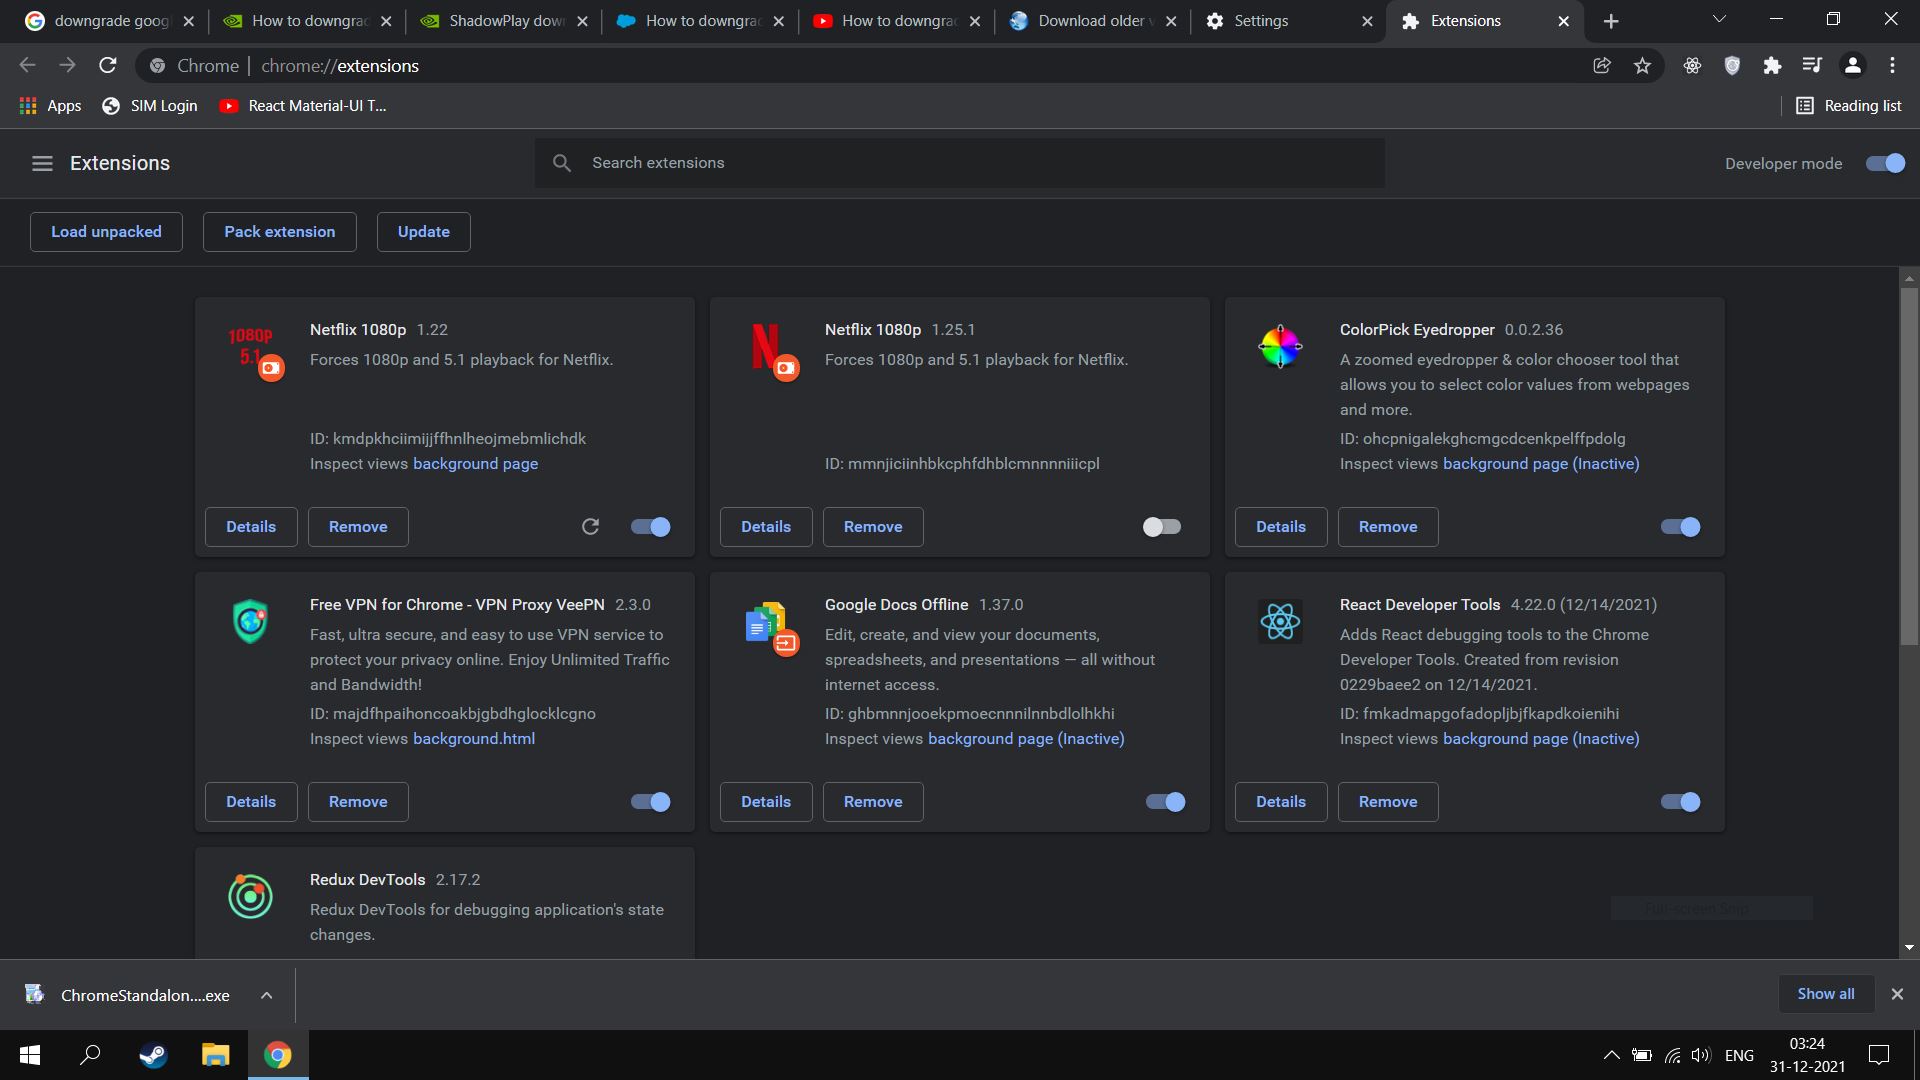 downgrade goog
How to downgrad
ShadowPlay dow
How to downgrad
How to downgrad
Download older v
Settings
Extensions
Chrome | chrome://extensions
Apps
SIM Login
React Material-UI T...
Reading list
Extensions
Search extensions
Developer mode
Load unpacked
Pack extension
Update
1080p
5.1
Netflix 1080p 1.22
Forces 1080p and 5.1 playback for Netflix.
ID: kmdpkhciimijjffhnlheojmebmlichdk
Inspect views background page
Details
Remove
Netflix 1080p 1.25.1
Forces 1080p and 5.1 playback for Netflix.
ID: mmnjiciinhbkcphfdhblcmnnnniiicpl
Details
Remove
ColorPick Eyedropper 0.0.2.36
A zoomed eyedropper & color chooser tool that
allows you to select color values from webpages
and more.
ID: ohcpnigalekghcmgcdcenkpelffpdolg
Inspect views background page (Inactive)
Details
Remove
Free VPN for Chrome - VPN Proxy VeePN 2.3.0
Fast, ultra secure, and easy to use VPN service to
protect your privacy online. Enjoy Unlimited Traffic
and Bandwidth!
ID: majdfhpaihoncoakbjgbdhglocklcgno
Inspect views background.html
Details
Remove
Google Docs Offline 1.37.0
Edit, create, and view your documents,
spreadsheets, and presentations — all without
internet access.
ID: ghbmnnjooekpmoecnnnilnnbdlolhkhi
Inspect views background page (Inactive)
Details
Remove
React Developer Tools 4.22.0 (12/14/2021)
Adds React debugging tools to the Chrome
Developer Tools. Created from revision
0229baee2 on 12/14/2021.
ID: fmkadmapgofadopljbjfkapdkoienihi
Inspect views background page (Inactive)
Details
Remove
Redux DevTools 2.17.2
Redux DevTools for debugging application's state
changes.
Full-screen Snip
ChromeStandalon....exe
Show all
ENG
03:24
31-12-2021